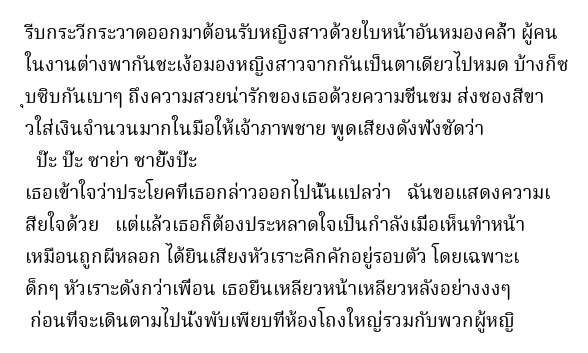 รีบกระวีกระวาดออกมาต้อนรับหญิงสาวด้วยใบหน้าอันหมองคล้ำ ผู้คน
ในงานต่างพากันชะเง้อมองหญิงสาวจากกันเป็นตาเดียวไปหมด บ้างก็ซ
ุบซิบกันเบาๆ ถึงความสวยน่ารักของเธอด้วยความชื่นชม ส่งซองสีขา
วใส่เงินจำนวนมากในมือให้เจ้าภาพชาย พูดเสียงดังฟังชัดว่า
ป๊ะ ป๊ะ ซาย่า ซายั้งป๊ะ
เธอเข้าใจว่าประโยคที่เธอกล่าวออกไปนั้นแปลว่า ฉันขอแสดงความเ
สียใจด้วย แต่แล้วเธอก็ต้องประหลาดใจเป็นกำลังเมื่อเห็นทำหน้า
เหมือนถูกผีหลอก ได้ยินเสียงหัวเราะคิกคักอยู่รอบตัว โดยเฉพาะเ
ด็กๆ หัวเราะดังกว่าเพื่อน เธอยืนเหลียวหน้าเหลียวหลังอย่างงงๆ
ก่อนที่จะเดินตามไปนั่งพับเพียบที่ห้องโถงใหญ่รวมกับพวกผู้หญิ